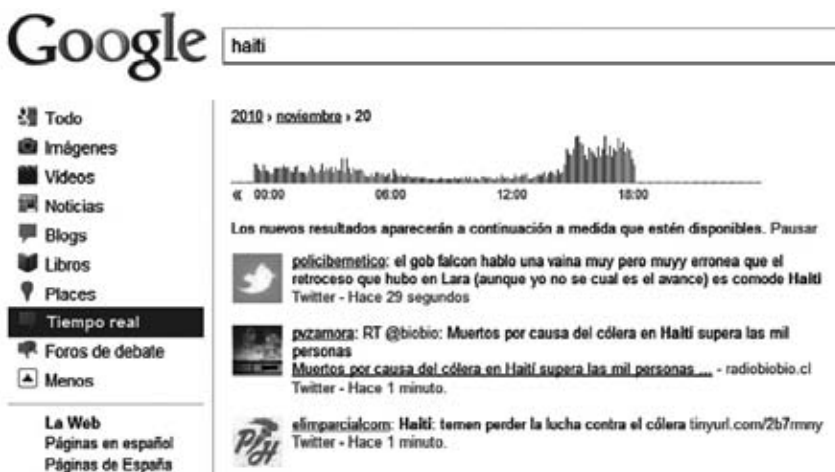 Google
haiti
Todo
Imágenes
Vídeos
Noticias
Blogs
Libros
Places
Tiempo real
Foros de debate
Menos
La Web
Páginas en español
Páginas de España
2010 › noviembre › 20
« 00:00 06:00 12:00 18:00
Los nuevos resultados aparecerán a continuación a medida que estén disponibles. Pausar
policibernetico: el gob falcon hablo una vaina muy pero muyy erronea que el
retroceso que hubo en Lara (aunque yo no se cual es el avance) es comode Haiti
Twitter - Hace 29 segundos
pvzamora: RT @biobio: Muertos por causa del cólera en Haití supera las mil
personas
Muertos por causa del cólera en Haití supera las mil personas ... - radiobiobio.cl
Twitter - Hace 1 minuto.
elimparcialcom: Haiti: temen perder la lucha contra el cólera tinyurl.com/2b7rmny
Twitter - Hace 1 minuto.